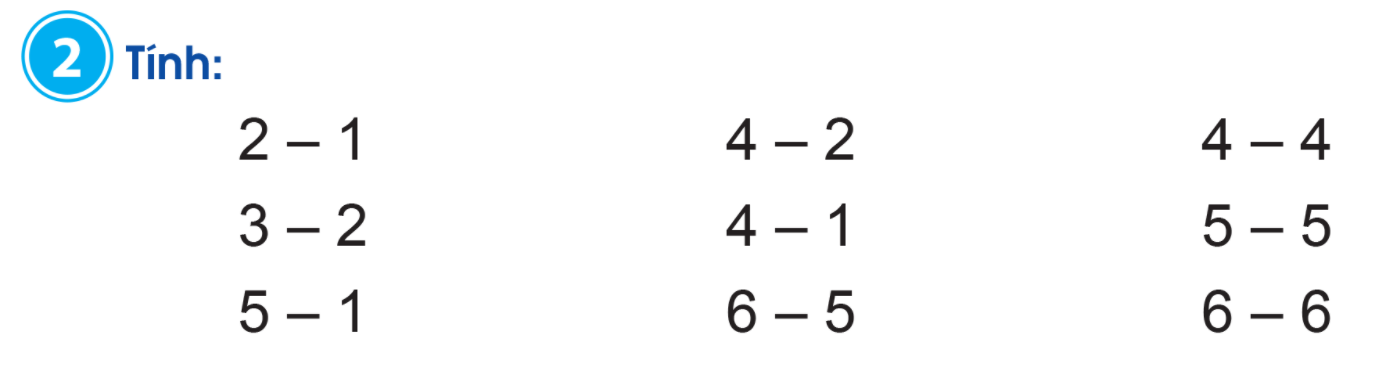 2 Tính:
2 – 1 4 – 2 4 – 4
3 – 2 4 – 1 5 – 5
5 – 1 6 – 5 6 – 6